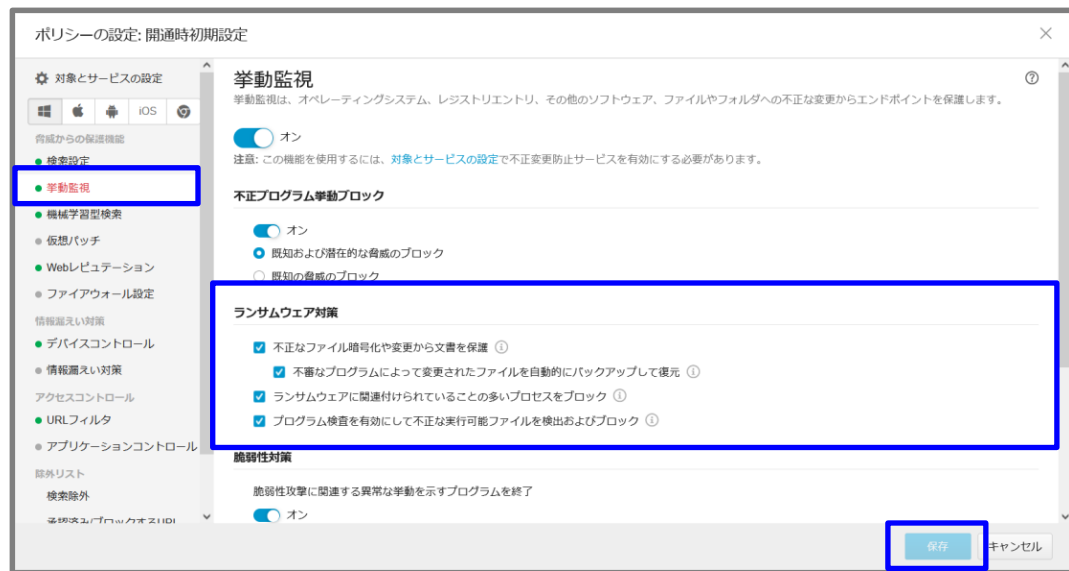 ポリシーの設定: 開通時初期設定
対象とサービスの設定
iOS
脅威からの保護機能
検索設定
挙動監視
機械学習型検索
仮想パッチ
Webレピュテーション
ファイアウォール設定
情報漏えい対策
デバイスコントロール
情報漏えい対策
アクセスコントロール
URLフィルタ
アプリケーションコントロール
除外リスト
検索除外
承認済み/ブロックするURL
挙動監視
挙動監視は、オペレーティングシステム、レジストリエントリ、その他のソフトウェア、ファイルやフォルダへの不正な変更からエンドポイントを保護します。
オン
注意: この機能を使用するには、対象とサービスの設定で不正変更防止サービスを有効にする必要があります。
不正プログラム挙動ブロック
オン
既知および潜在的な脅威のブロック
既知の脅威のブロック
ランサムウェア対策
不正なファイル暗号化や変更から文書を保護
不審なプログラムによって変更されたファイルを自動的にバックアップして復元
ランサムウェアに関連付けられていることの多いプロセスをブロック
プログラム検査を有効にして不正な実行可能ファイルを検出およびブロック
脆弱性対策
脆弱性攻撃に関連する異常な挙動を示すプログラムを終了
オン
保存
キャンセル